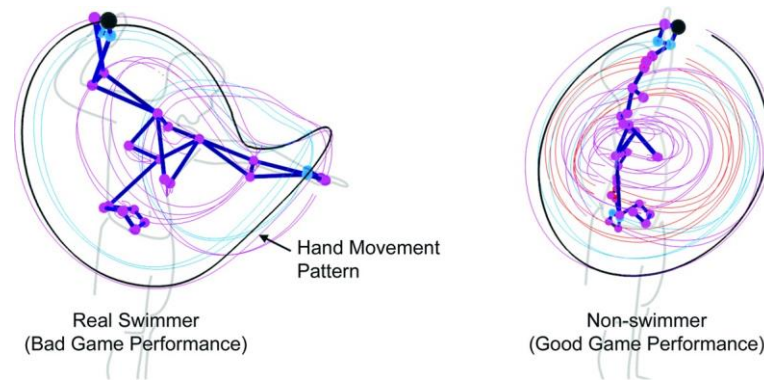 Hand Movement
Pattern
Real Swimmer
(Bad Game Performance)
Non-swimmer
(Good Game Performance)